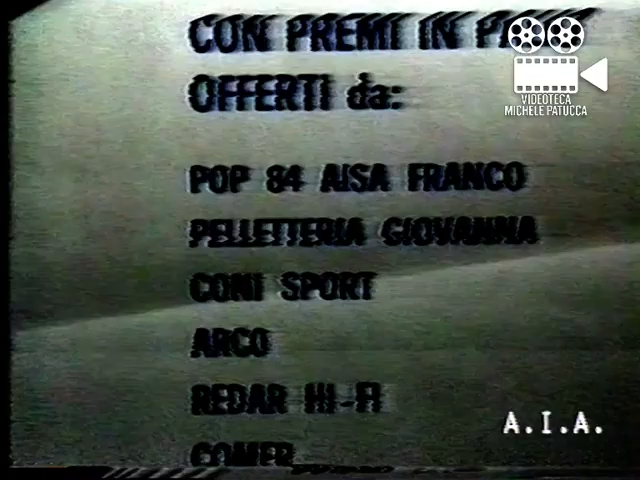 CON PREMI IN
OFFERTI da:
POP 84 AISA FRANCO
PELLETTERIA GIOVANNA
CONI SPORT
ARCO
REDAR HI-FI
COMER
VIDEOTECA
MICHELE PATUCCA
A.I.A.